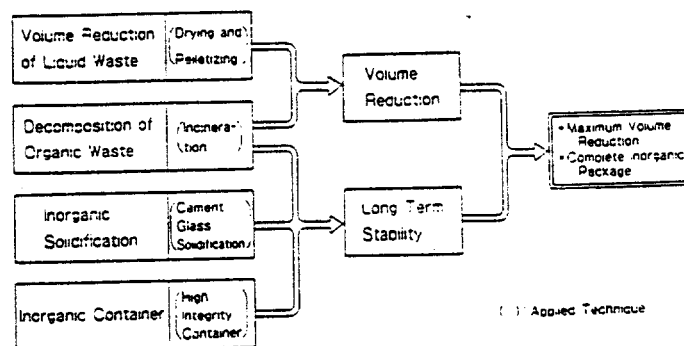 Volume Reduction
of Liquid Waste
(Drying and
Pelletizing)
Decomposition of
Organic Waste
(Incinera-
tion)
Inorganic
Solidification
(Cement
Glass
Solidification)
Inorganic Container
(High
Integrity
Container)
Volume
Reduction
Long Term
Stability
• Maximum Volume
Reduction
• Complete Inorganic
Package
( ) : Applied Technique